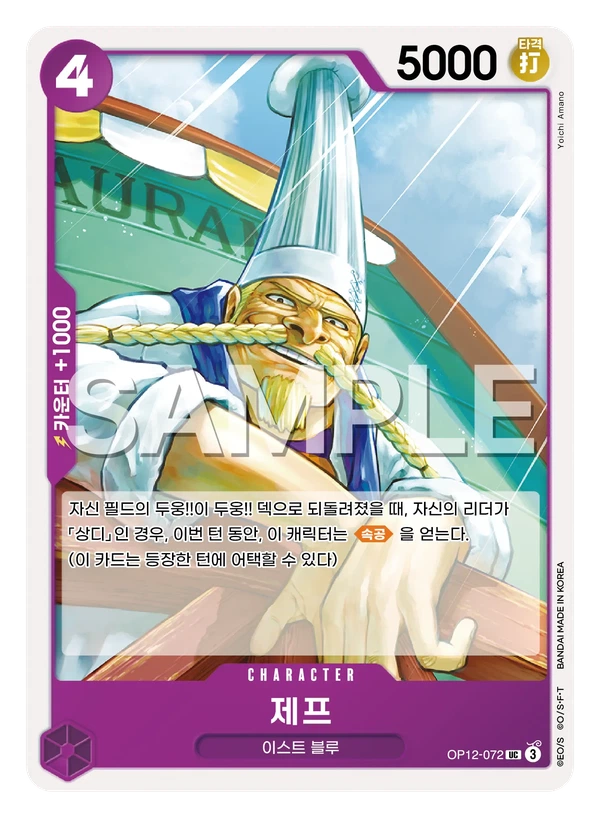 4
5000
타격
打
Yoichi Amano
AURAN
카운터 +1000
SAMPLE
자신 필드의 두웅!!이 두웅!! 덱으로 되돌려졌을 때, 자신의 리더가
「상디」인 경우, 이번 턴 동안, 이 캐릭터는 속공 을 얻는다.
(이 카드는 등장한 턴에 어택할 수 있다)
CHARACTER
제프
이스트 블루
OP12-072 UC 3
©EO/S ©O/S·F·T BANDAI MADE IN KOREA